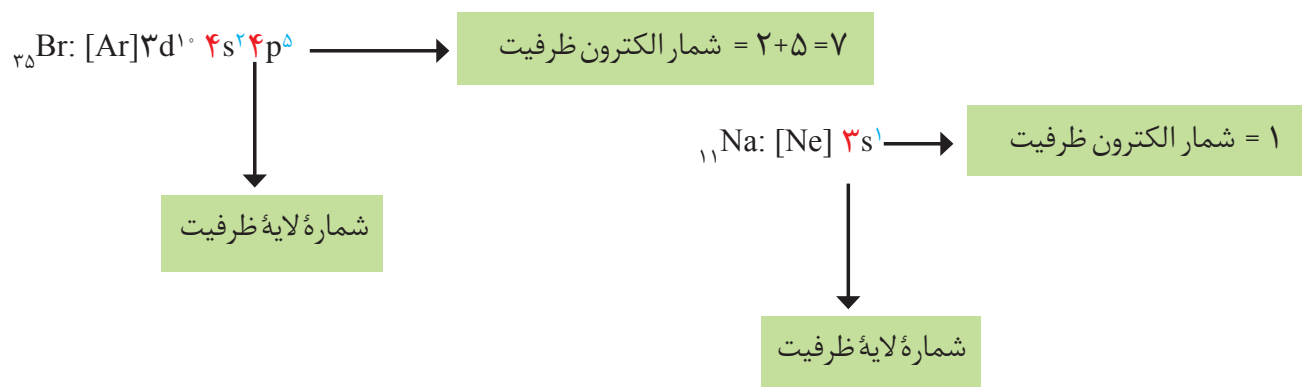 ₃₅Br: [Ar]۳d¹⁰ ۴s²۴p⁵
شمار الکترون ظرفیت = ۲+۵=۷
شمارهٔ لایهٔ ظرفیت
₁₁Na: [Ne] ۳s¹
شمار الکترون ظرفیت = ۱
شمارهٔ لایهٔ ظرفیت